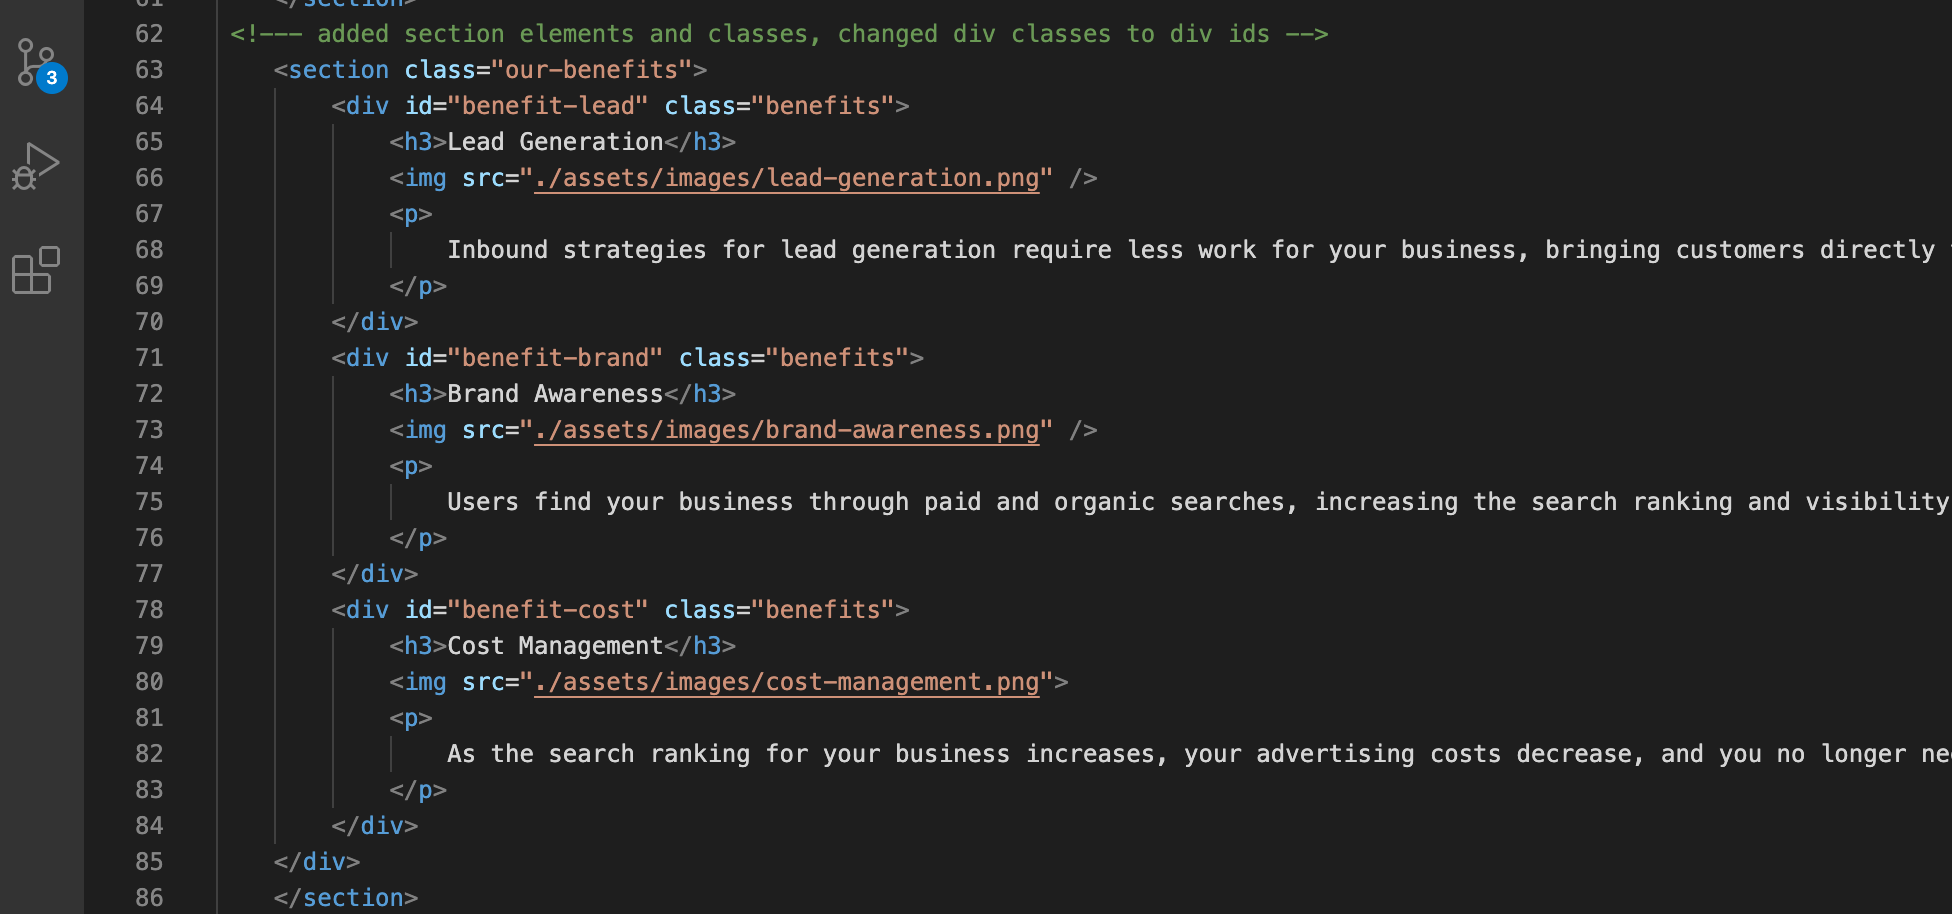 61 </section>
62 <!--- added section elements and classes, changed div classes to div ids -->
63 <section class="our-benefits">
3
64 <div id="benefit-lead" class="benefits">
65 <h3>Lead Generation</h3>
66 <img src="./assets/images/lead-generation.png" />
67 <p>
68 Inbound strategies for lead generation require less work for your business, bringing customers directly
69 </p>
70 </div>
71 <div id="benefit-brand" class="benefits">
72 <h3>Brand Awareness</h3>
73 <img src="./assets/images/brand-awareness.png" />
74 <p>
75 Users find your business through paid and organic searches, increasing the search ranking and visibility
76 </p>
77 </div>
78 <div id="benefit-cost" class="benefits">
79 <h3>Cost Management</h3>
80 <img src="./assets/images/cost-management.png">
81 <p>
82 As the search ranking for your business increases, your advertising costs decrease, and you no longer
83 </p>
84 </div>
85 </div>
86 </section>